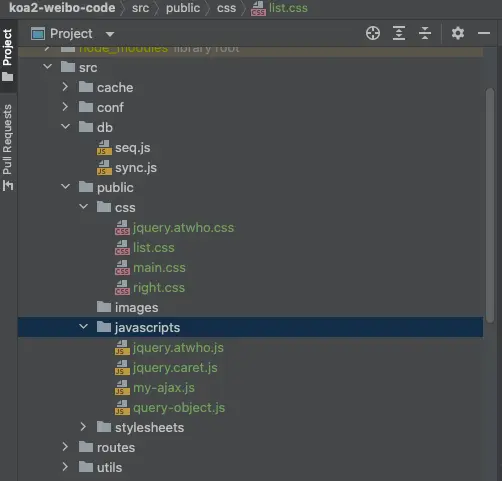 koa2-weibo-code › src › public › css › list.css
Project
Project
Pull Requests
node_modules library root
src
cache
conf
db
seq.js
sync.js
public
css
jquery.atwho.css
list.css
main.css
right.css
images
javascripts
jquery.atwho.js
jquery.caret.js
my-ajax.js
query-object.js
stylesheets
routes
utils